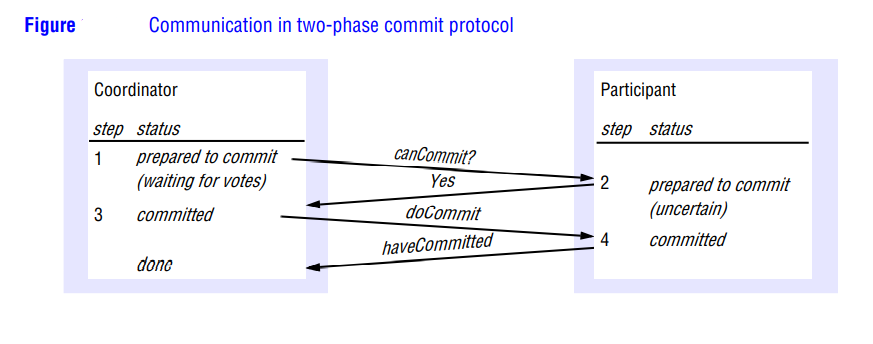 Figure Communication in two-phase commit protocol
Coordinator
step status
1 prepared to commit
(waiting for votes)
3 committed
done
canCommit?
Yes
doCommit
haveCommitted
Participant
step status
2 prepared to commit
(uncertain)
4 committed